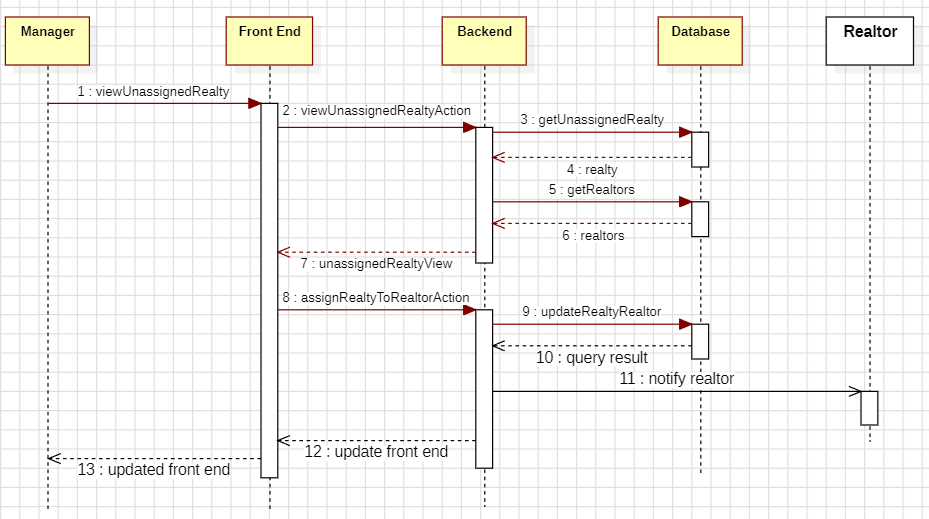 Manager
Front End
Backend
Database
Realtor
1 : viewUnassignedRealty
2 : viewUnassignedRealtyAction
3 : getUnassignedRealty
4 : realty
5 : getRealtors
6 : realtors
7 : unassignedRealtyView
8 : assignRealtyToRealtorAction
9 : updateRealtyRealtor
10 : query result
11 : notify realtor
12 : update front end
13 : updated front end